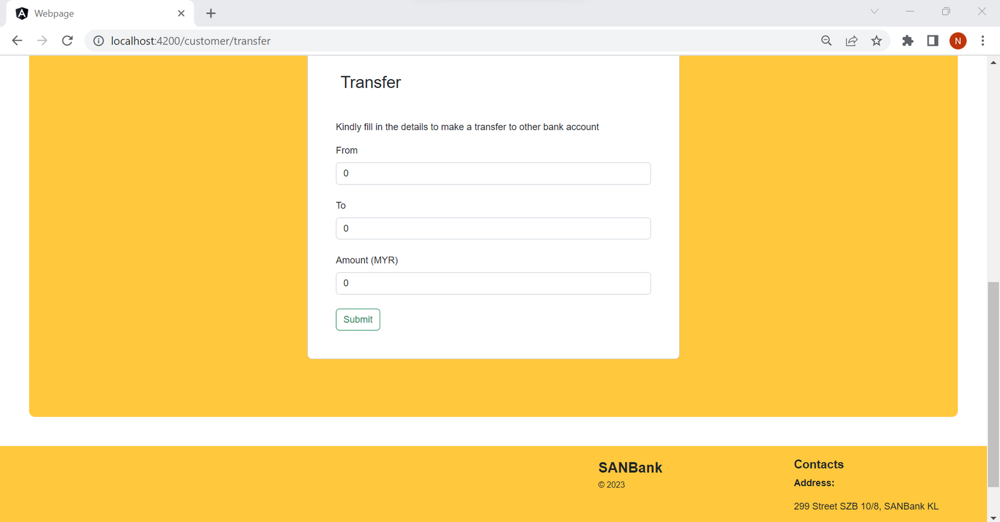 Webpage
localhost:4200/customer/transfer
N
Transfer
Kindly fill in the details to make a transfer to other bank account
From
0
To
0
Amount (MYR)
0
Submit
SANBank
© 2023
Contacts
Address:
299 Street SZB 10/8, SANBank KL